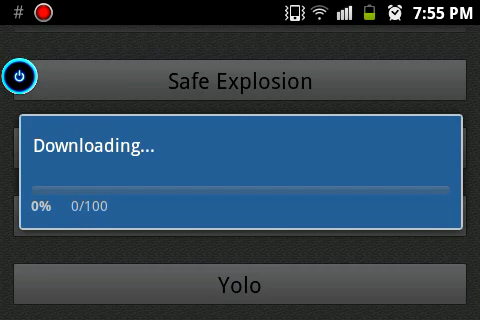 # 7:55 PM
Safe Explosion
Downloading...
0% 0/100
Yolo